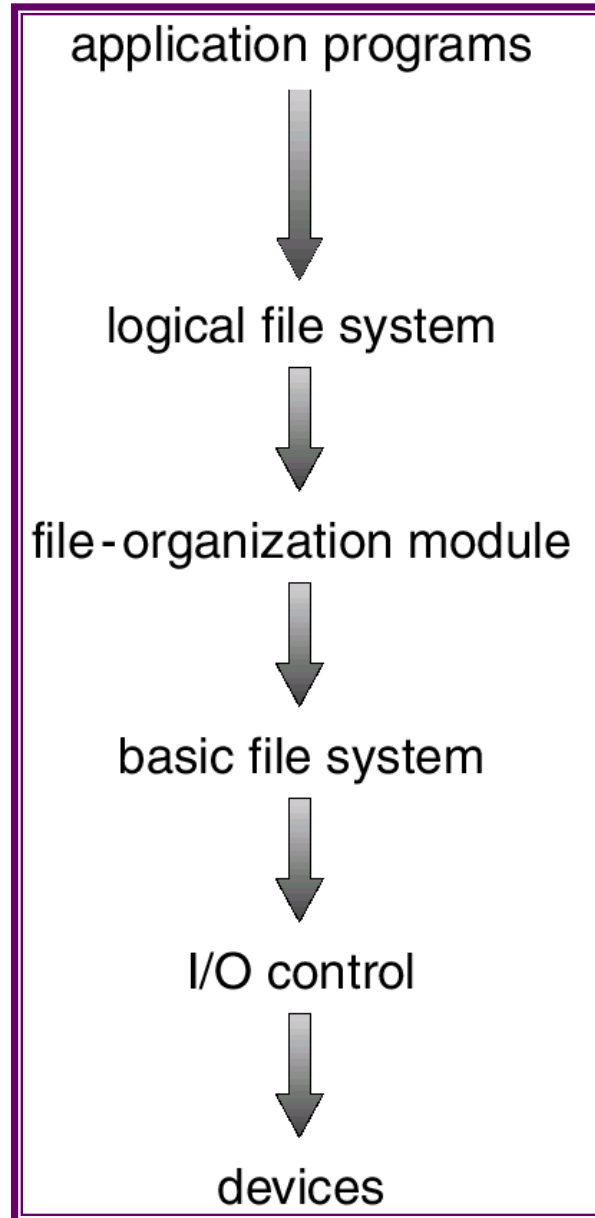 application programs
logical file system
file-organization module
basic file system
I/O control
devices